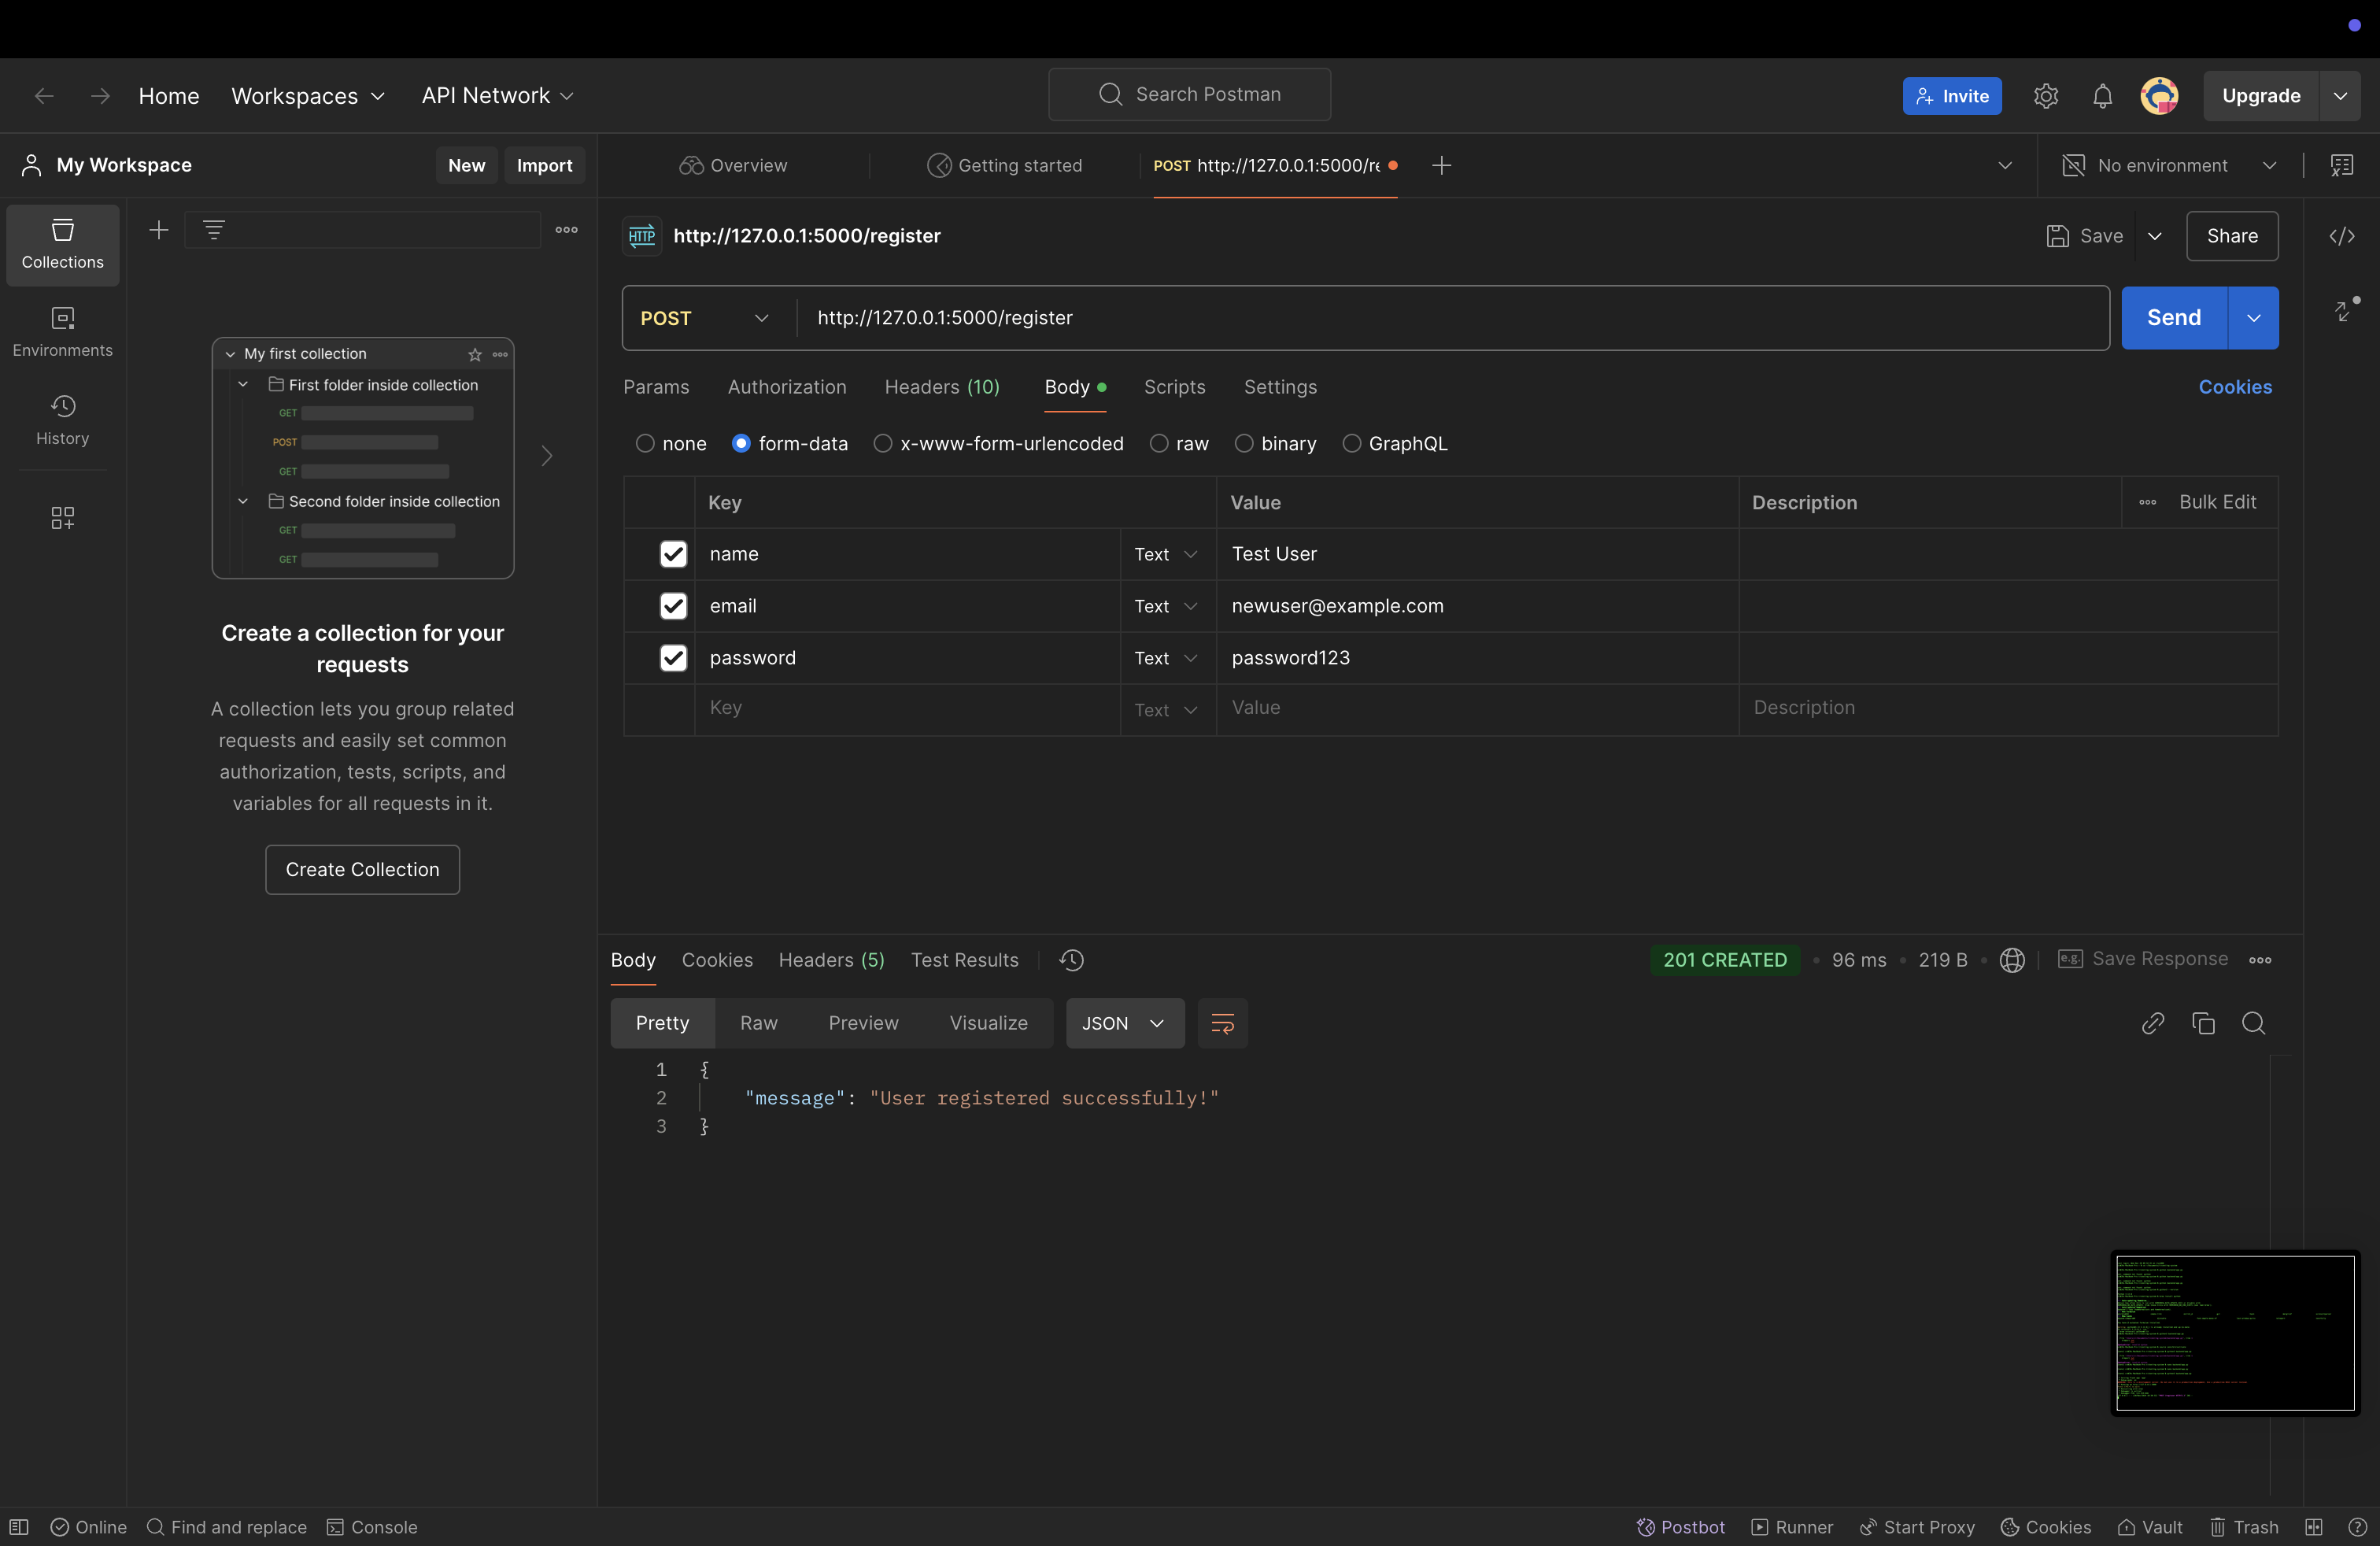 Home Workspaces API Network Search Postman Invite Upgrade
My Workspace New Import Overview Getting started POST http://127.0.0.1:5000/re No environment
Collections
Environments
History
My first collection
First folder inside collection
GET
POST
GET
Second folder inside collection
GET
GET
Create a collection for your
requests
A collection lets you group related
requests and easily set common
authorization, tests, scripts, and
variables for all requests in it.
Create Collection
HTTP http://127.0.0.1:5000/register Save Share
POST http://127.0.0.1:5000/register Send
Params Authorization Headers (10) Body Scripts Settings Cookies
none form-data x-www-form-urlencoded raw binary GraphQL
Key Value Description Bulk Edit
name Text Test User
email Text newuser@example.com
password Text password123
Key Text Value Description
Body Cookies Headers (5) Test Results 201 CREATED 96 ms 219 B e.g. Save Response
Pretty Raw Preview Visualize JSON
1 {
2 "message": "User registered successfully!"
3 }
Online Find and replace Console Postbot Runner Start Proxy Cookies Vault Trash